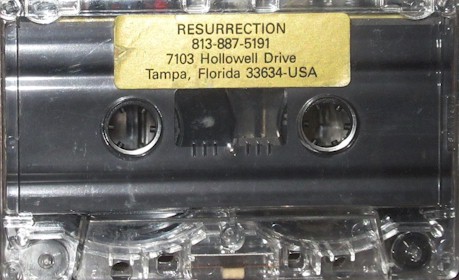 RESURRECTION
813-887-5191
7103 Hollowell Drive
Tampa, Florida 33634-USA